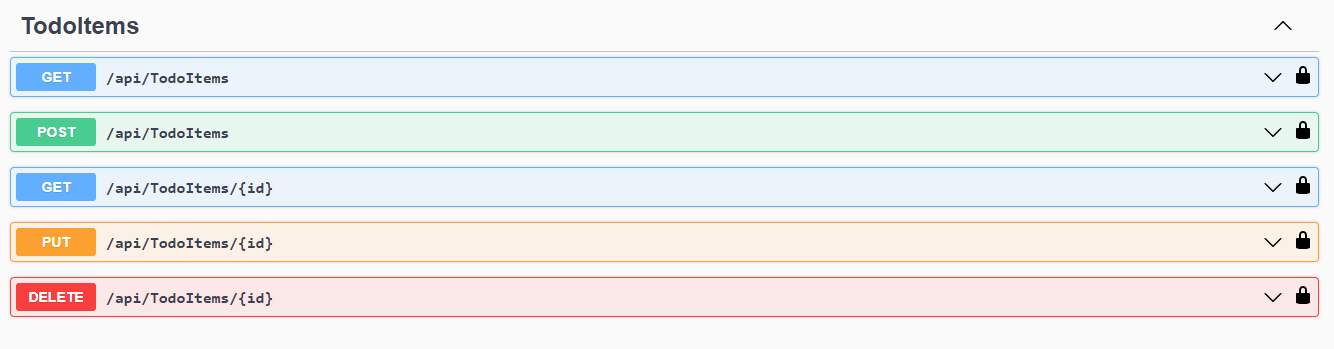 TodoItems
GET /api/TodoItems
POST /api/TodoItems
GET /api/TodoItems/{id}
PUT /api/TodoItems/{id}
DELETE /api/TodoItems/{id}